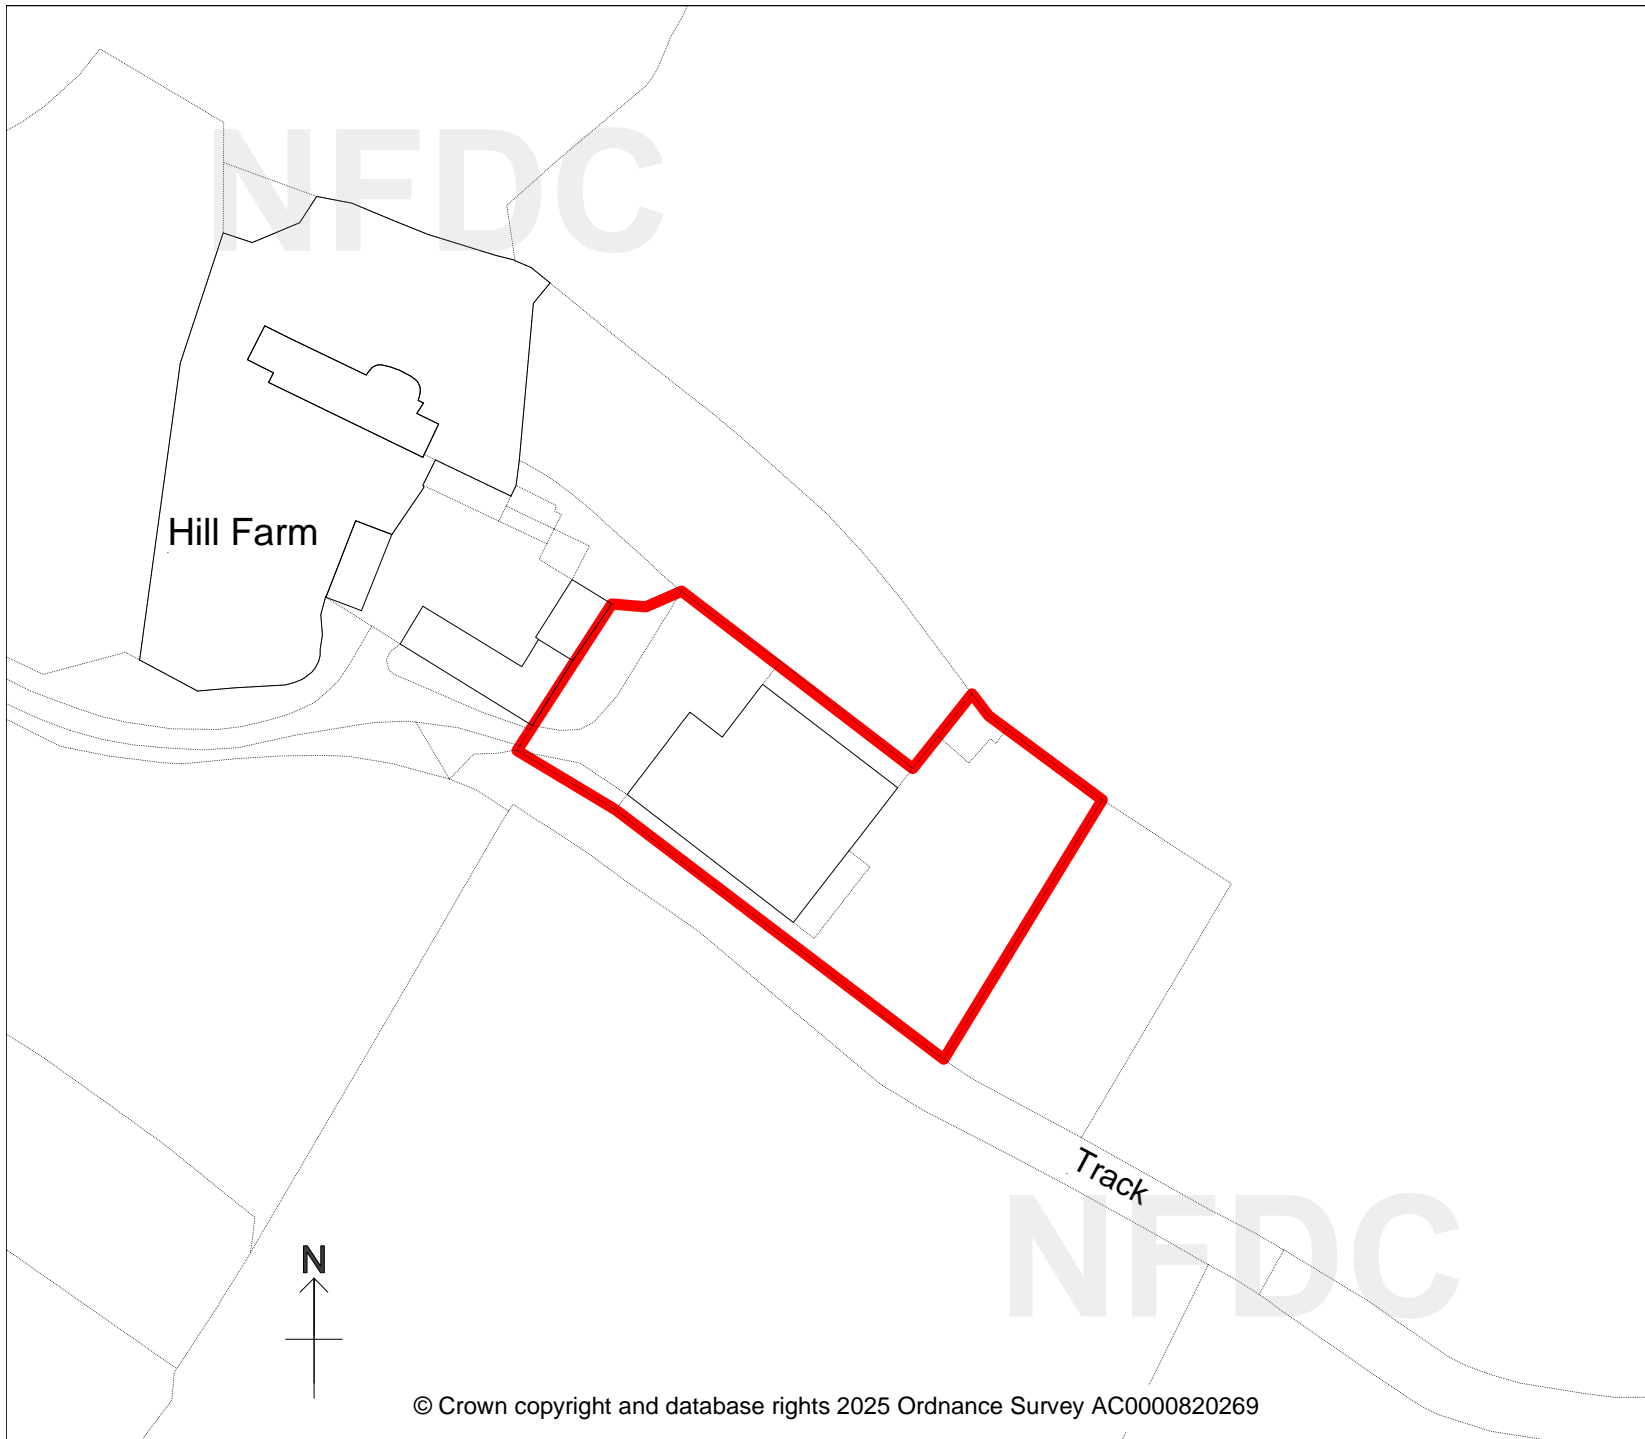 NFDC
Hill Farm
Track
NFDC
N
© Crown copyright and database rights 2025 Ordnance Survey AC0000820269